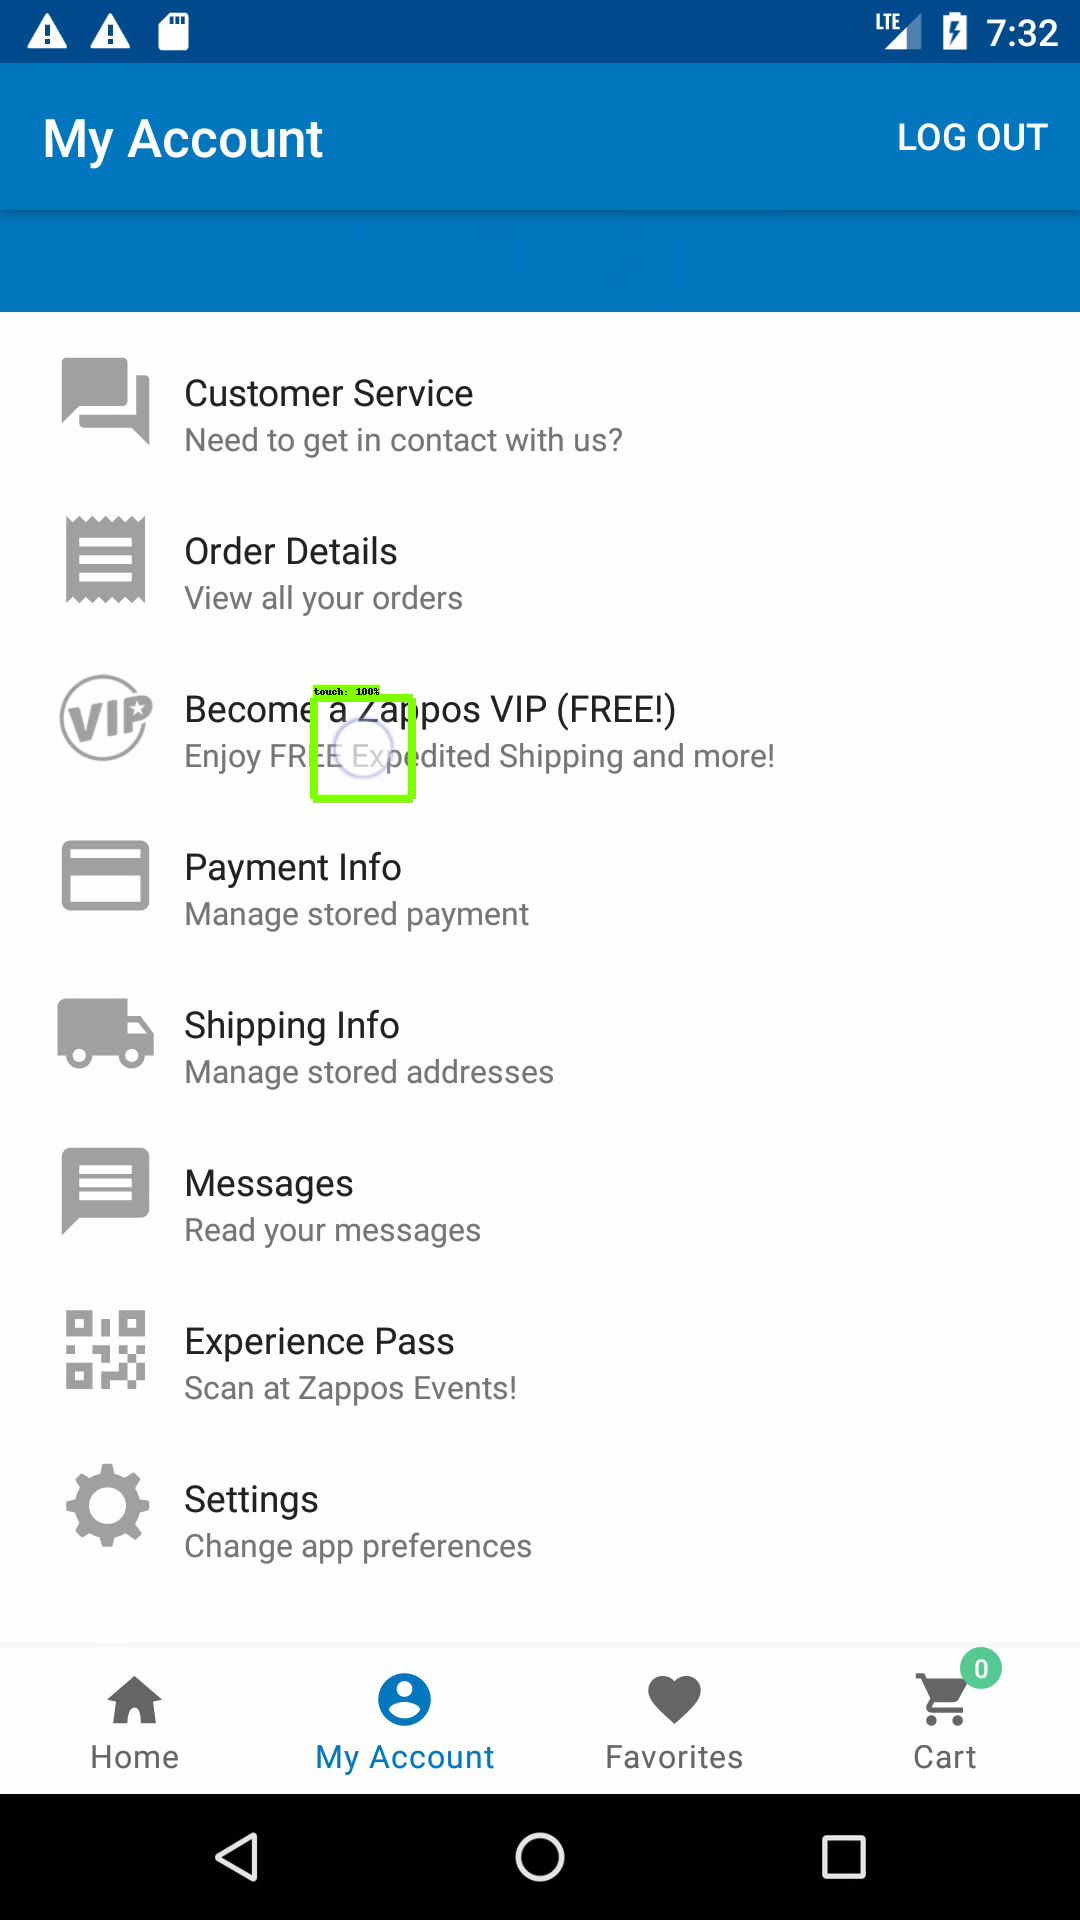 LTE 7:32
My Account LOG OUT
Customer Service
Need to get in contact with us?
Order Details
View all your orders
touch: 100%
VIP Become a Zappos VIP (FREE!)
Enjoy FREE Expedited Shipping and more!
Payment Info
Manage stored payment
Shipping Info
Manage stored addresses
Messages
Read your messages
Experience Pass
Scan at Zappos Events!
Settings
Change app preferences
0
Home My Account Favorites Cart